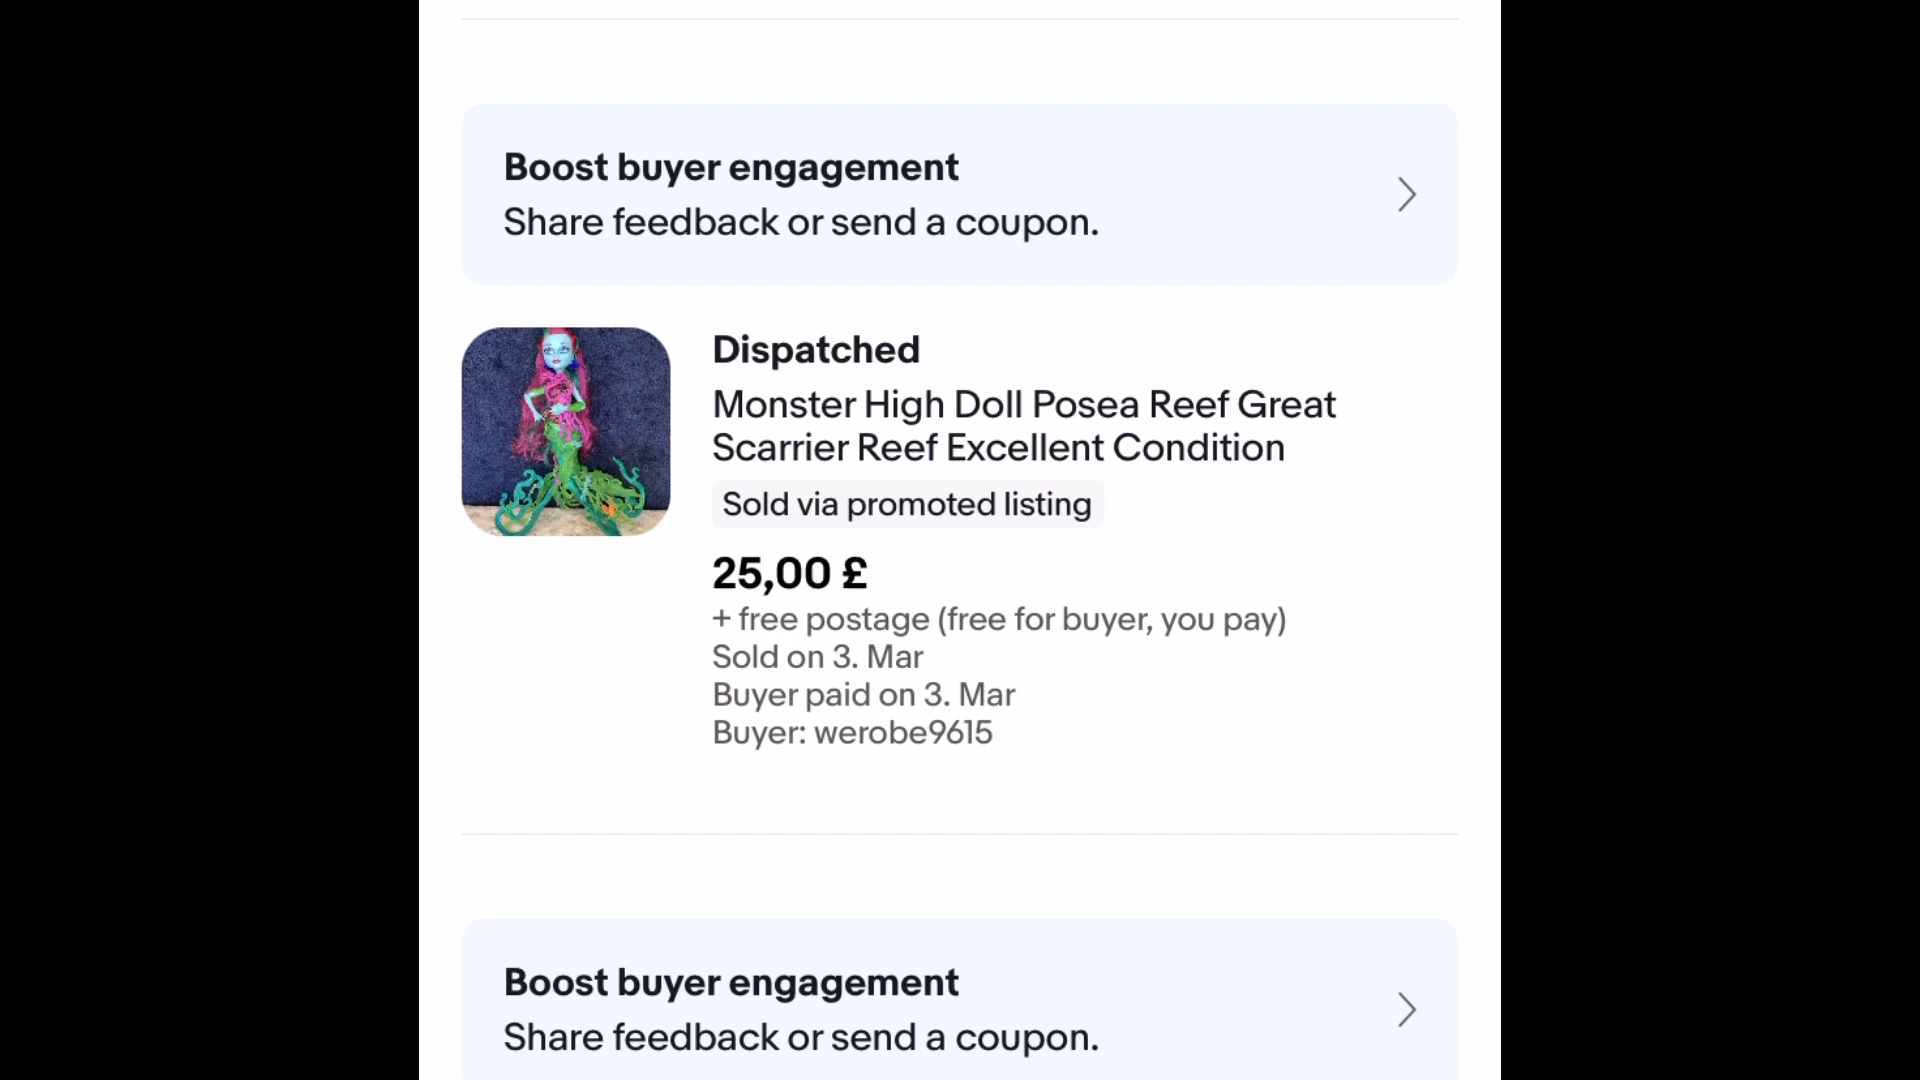 Boost buyer engagement
Share feedback or send a coupon.
Dispatched
Monster High Doll Posea Reef Great
Scarrier Reef Excellent Condition
Sold via promoted listing
25,00 £
+ free postage (free for buyer, you pay)
Sold on 3. Mar
Buyer paid on 3. Mar
Buyer: werobe9615
Boost buyer engagement
Share feedback or send a coupon.